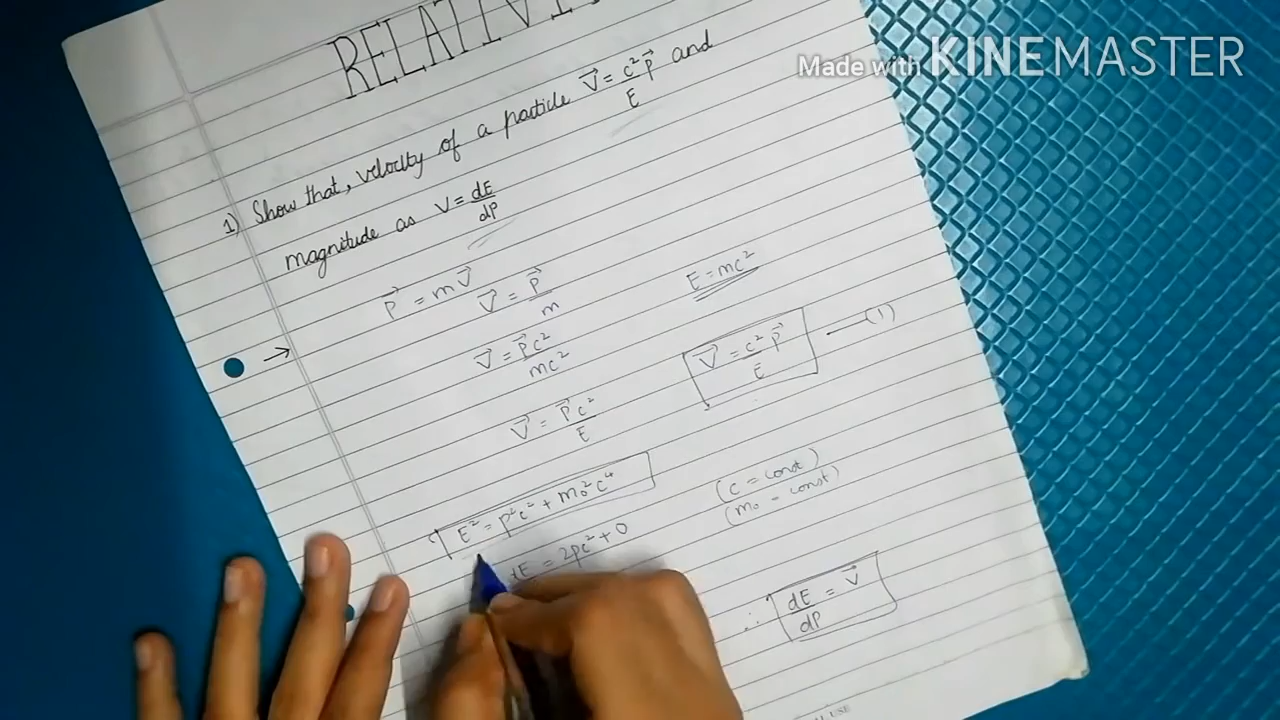 Made with KINEMASTER
RELATIVI
1) Show that, velocity of a particle V⃗ = c²p⃗/E and
magnitude as V = dE/dP
→ p⃗ = mV⃗
V⃗ = p⃗/m
E = mc²
V⃗ = p⃗c²/mc²
V⃗ = c²/E p⃗ —(1)
V⃗ = p⃗c²/E
E² = p²c² + m₀²c⁴
(c = const)
(m₀ = const)
dE = 2pc² + 0
∴ dE/dP = V⃗